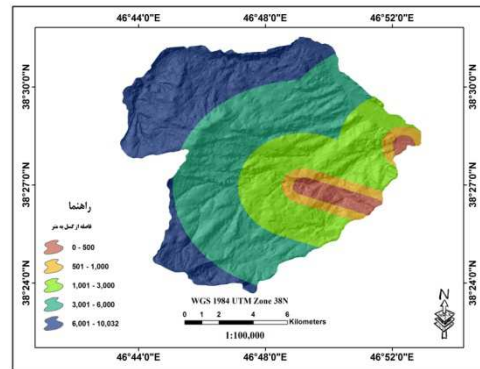 46°44'0"E 46°48'0"E 46°52'0"E
38°30'0"N 38°30'0"N
38°27'0"N 38°27'0"N
38°24'0"N 38°24'0"N
راهنما
فاصله از گسل به متر
0 - 500
501 - 1,000
1,001 - 3,000
3,001 - 6,000
6,001 - 10,032
WGS 1984 UTM Zone 38N
0 1 2 4 6
Kilometers
1:100,000
N
46°44'0"E 46°48'0"E 46°52'0"E